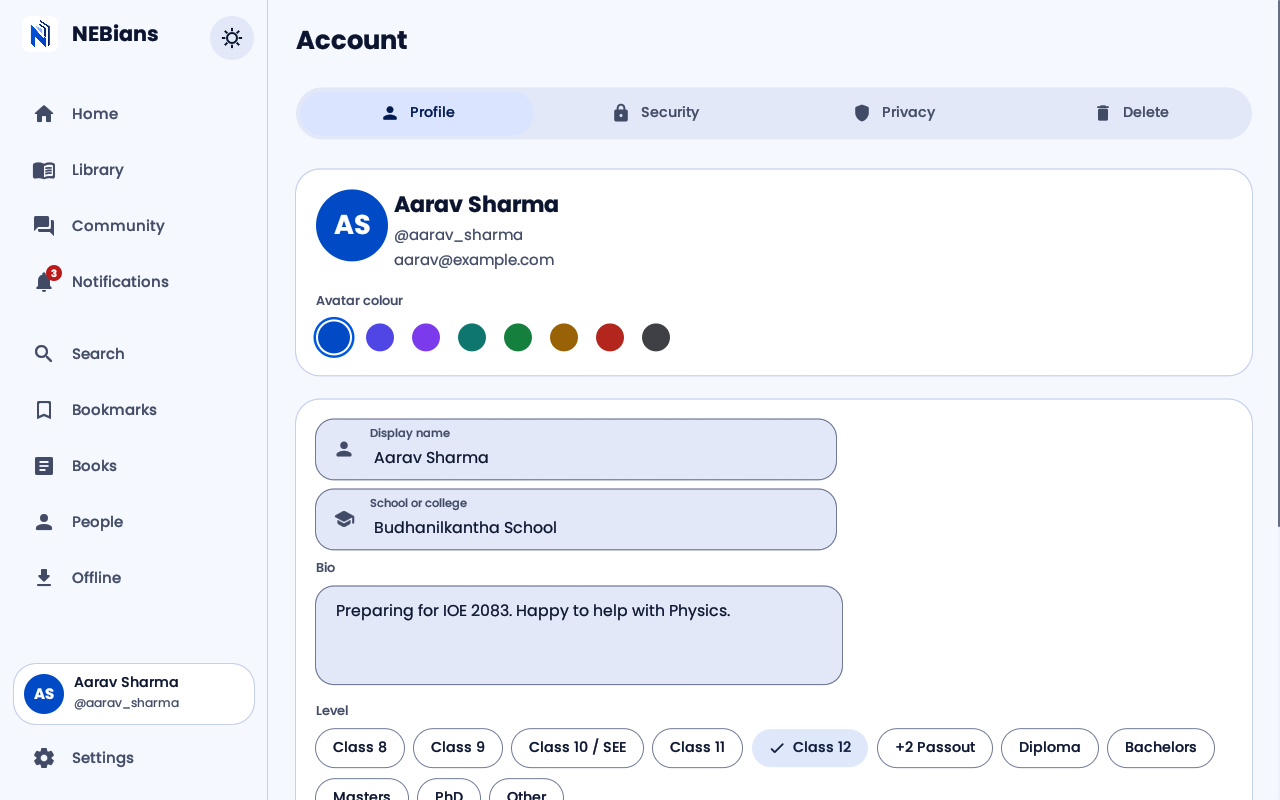 NEBians
Home
Library
Community
3
Notifications
Search
Bookmarks
Books
People
Offline
AS
Aarav Sharma
@aarav_sharma
Settings
Account
Profile
Security
Privacy
Delete
AS
Aarav Sharma
@aarav_sharma
aarav@example.com
Avatar colour
Display name
Aarav Sharma
School or college
Budhanilkantha School
Bio
Preparing for IOE 2083. Happy to help with Physics.
Level
Class 8
Class 9
Class 10 / SEE
Class 11
Class 12
+2 Passout
Diploma
Bachelors
Masters
PhD
Other